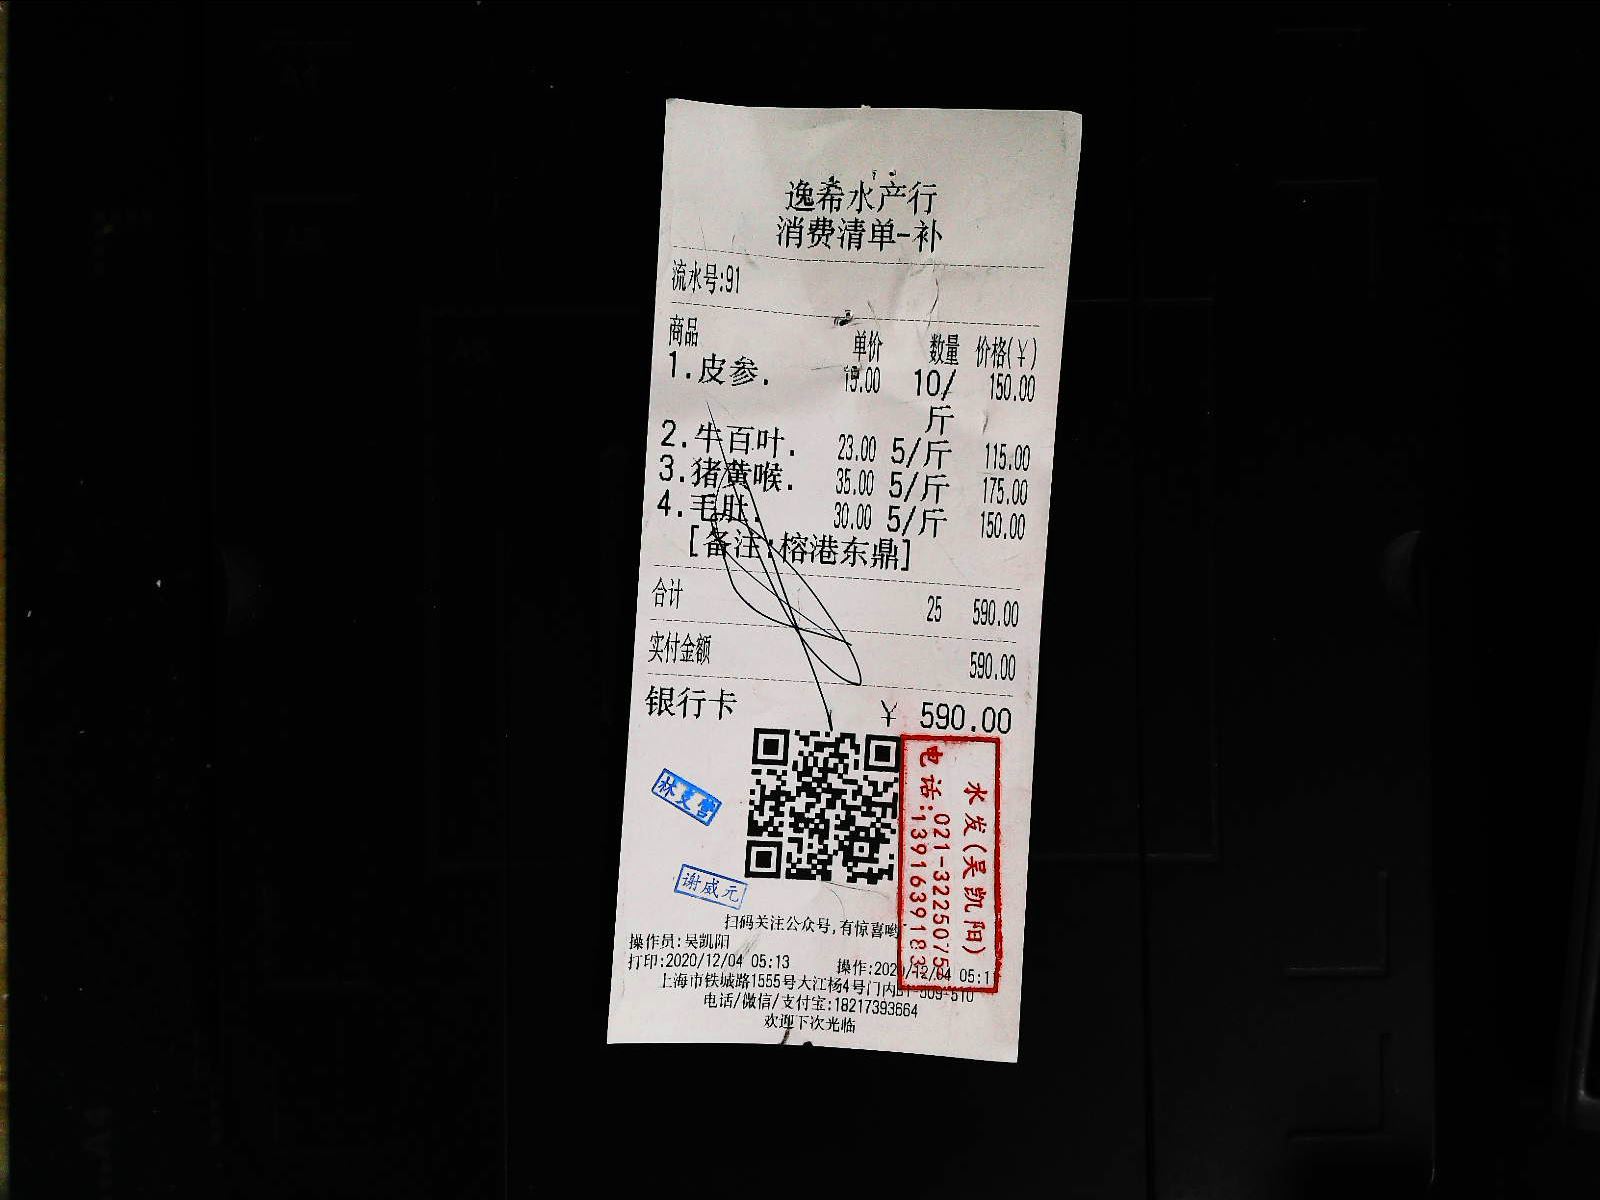 逸希水产行
消费清单-补
流水号:91
商品 单价 数量 价格(￥)
1.皮参. 15.00 10/斤 150.00
2.牛百叶. 23.00 5/斤 115.00
3.猪黄喉. 35.00 5/斤 175.00
4.毛肚. 30.00 5/斤 150.00
[备注:榕港东鼎]
合计 25 590.00
实付金额 590.00
银行卡 ￥ 590.00
水发(吴凯阳)
电话:021-32250075
13916391183
谢威元
扫码关注公众号,有惊喜哟
操作员:吴凯阳
打印:2020/12/04 05:13 操作:2020/12/04 05:11
上海市铁城路1555号大江杨4号门内B1-509-510
电话/微信/支付宝:18217393664
欢迎下次光临